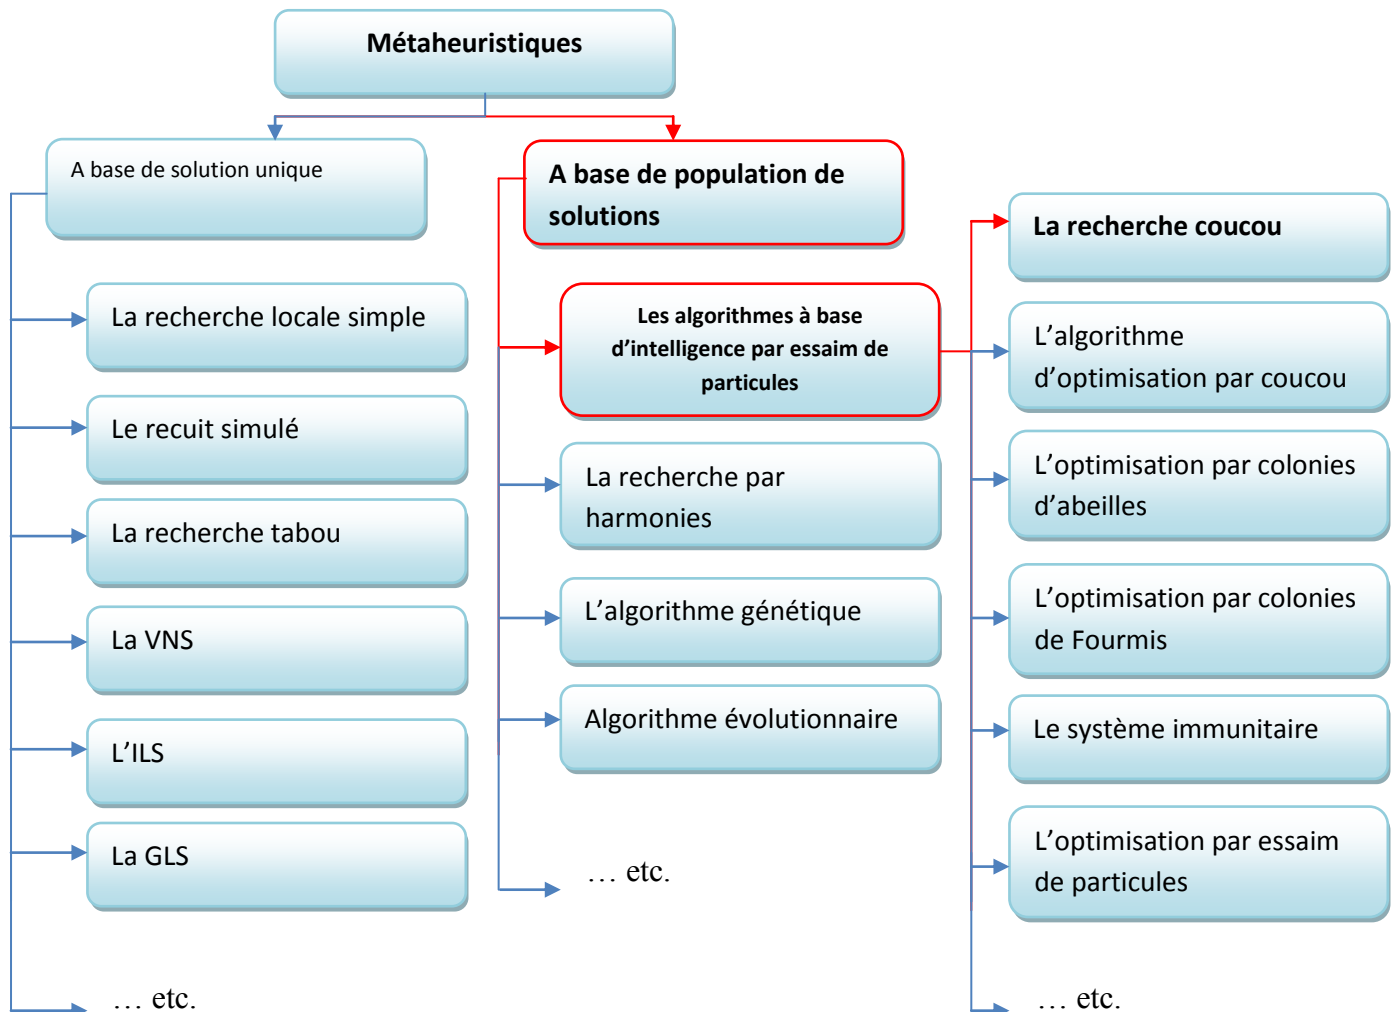 Métaheuristiques
A base de solution unique
La recherche locale simple
Le recuit simulé
La recherche tabou
La VNS
L’ILS
La GLS
… etc.
A base de population de
solutions
Les algorithmes à base
d’intelligence par essaim de
particules
La recherche par
harmonies
L’algorithme génétique
Algorithme évolutionnaire
… etc.
La recherche coucou
L’algorithme
d’optimisation par coucou
L’optimisation par colonies
d’abeilles
L’optimisation par colonies
de Fourmis
Le système immunitaire
L’optimisation par essaim
de particules
… etc.